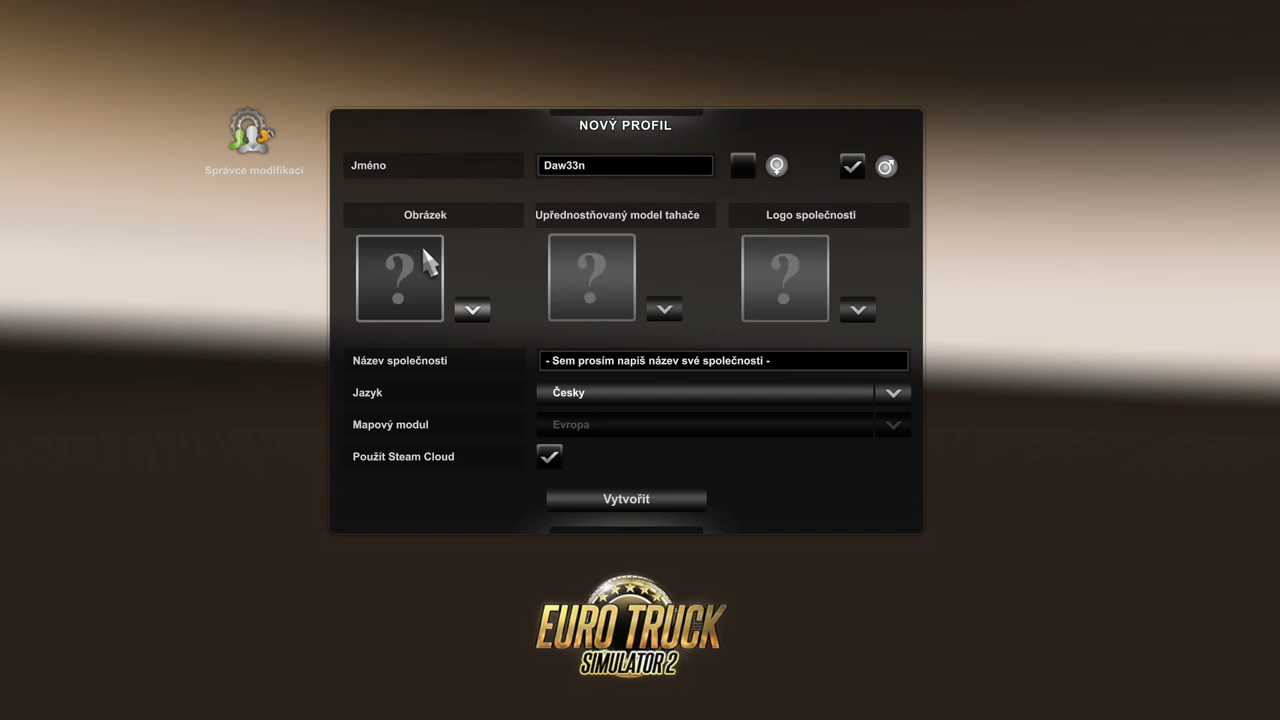 NOVÝ PROFIL
Správce modifikací
Jméno
Daw33n
Obrázek
Upřednostňovaný model tahače
Logo společnosti
?
?
?
Název společnosti
- Sem prosím napiš název své společnosti -
Jazyk
Česky
Mapový modul
Evropa
Použít Steam Cloud
Vytvořit
EURO TRUCK
SIMULATOR 2